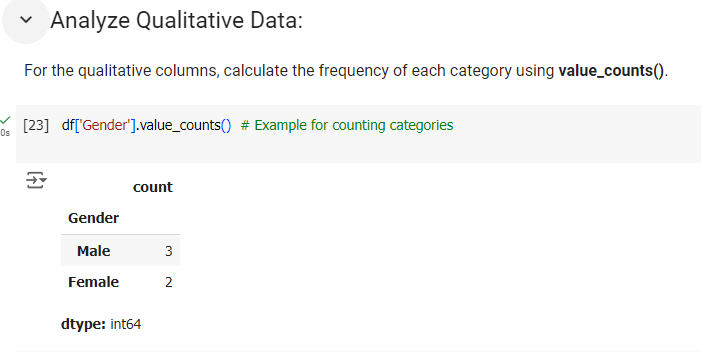 Analyze Qualitative Data:
For the qualitative columns, calculate the frequency of each category using value_counts().
[23] df['Gender'].value_counts() # Example for counting categories
0s
count
Gender
Male 3
Female 2
dtype: int64